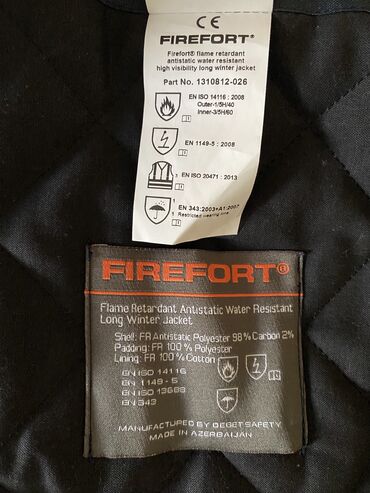 CE
FIREFORT®
Firefort® flame retardant
antistatic water resistant
high visibility long winter jacket
Part No. 1310812-026
EN ISO 14116 : 2008
Outer-1/5H/40
Inner-3/5H/60
EN 1149-5 : 2008
EN ISO 20471 : 2013
3
EN 343:2003+A1:2007
Restricted wearing time
FIREFORT®
Flame Retardant Antistatic Water Resistant
Long Winter Jacket
Shell: FR Antistatic Polyester 98 % Carbon 2%
Padding: FR 100 % Polyester
Lining: FR 100 % Cotton
EN ISO 14116
EN 1149 - 5
EN ISO 13688
EN 343
MANUFACTURED BY BEGET SAFETY
MADE IN AZERBAIJAN